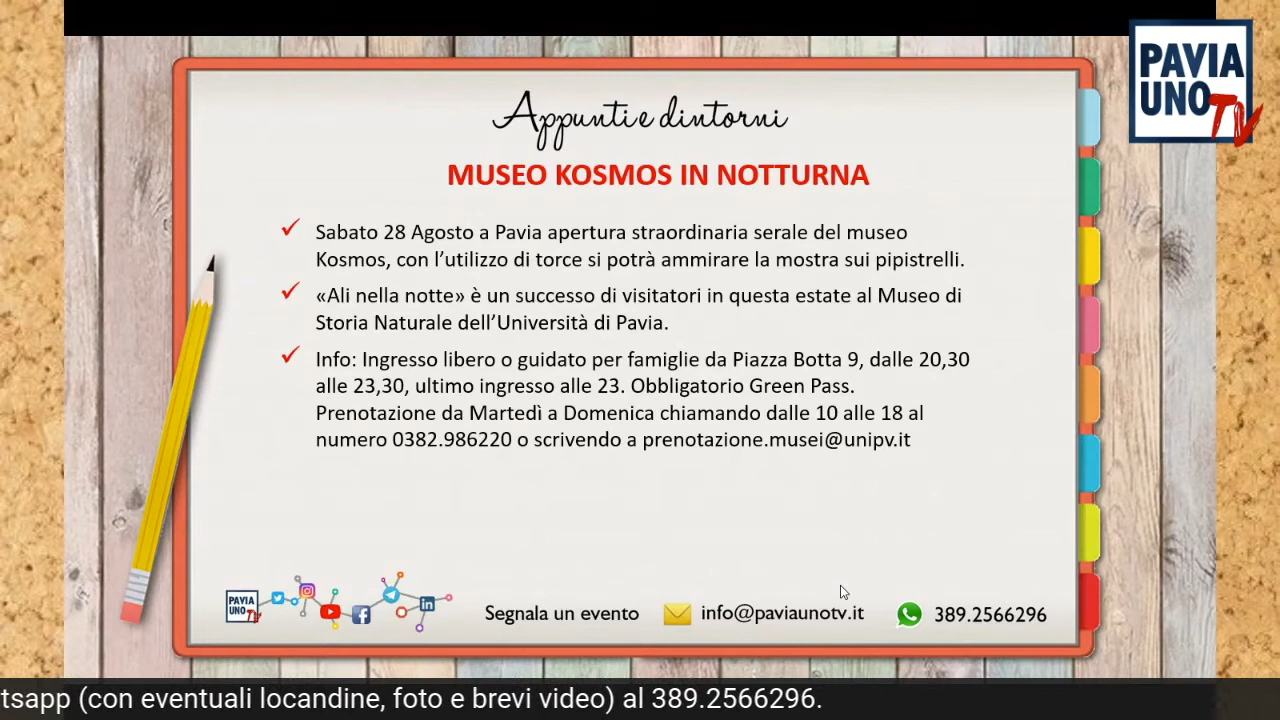 PAVIA
UNO
TV
Appunti e dintorni
MUSEO KOSMOS IN NOTTURNA
Sabato 28 Agosto a Pavia apertura straordinaria serale del museo
Kosmos, con l’utilizzo di torce si potrà ammirare la mostra sui pipistrelli.
«Ali nella notte» è un successo di visitatori in questa estate al Museo di
Storia Naturale dell’Università di Pavia.
Info: Ingresso libero o guidato per famiglie da Piazza Botta 9, dalle 20,30
alle 23,30, ultimo ingresso alle 23. Obbligatorio Green Pass.
Prenotazione da Martedì a Domenica chiamando dalle 10 alle 18 al
numero 0382.986220 o scrivendo a prenotazione.musei@unipv.it
PAVIA
UNO
TV
Segnala un evento info@paviaunotv.it 389.2566296
tsapp (con eventuali locandine, foto e brevi video) al 389.2566296.